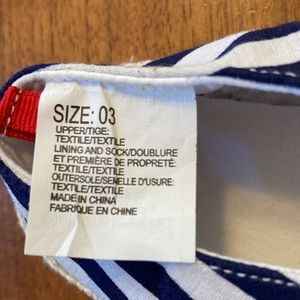 SIZE: 03
UPPER/TIGE:
TEXTILE/TEXTILE
LINING AND SOCK/DOUBLURE
ET PREMIÈRE DE PROPRETÉ:
TEXTILE/TEXTILE
OUTERSOLE/SEMELLE D'USURE:
TEXTILE/TEXTILE
MADE IN CHINA
FABRIQUE EN CHINE